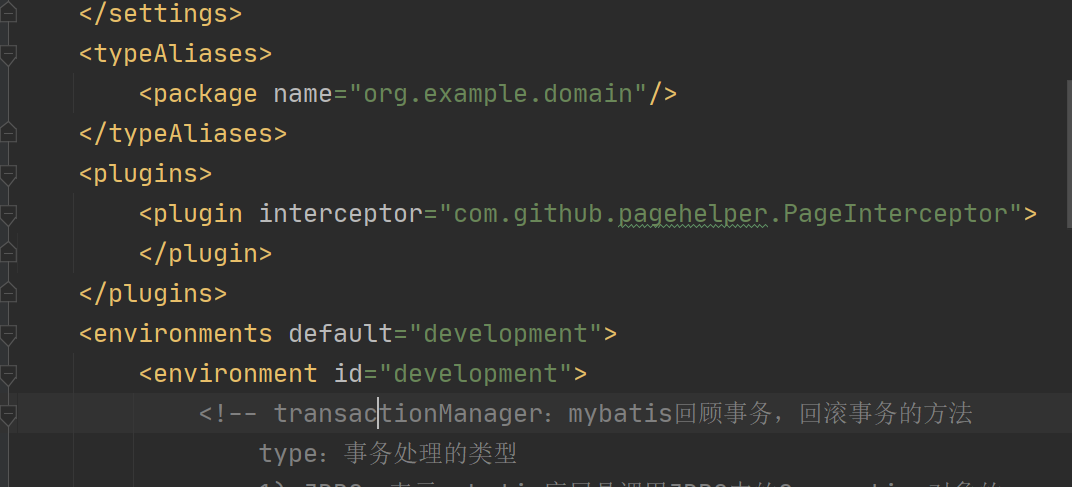 </settings>
<typeAliases>
<package name="org.example.domain"/>
</typeAliases>
<plugins>
<plugin interceptor="com.github.pagehelper.PageInterceptor">
</plugin>
</plugins>
<environments default="development">
<environment id="development">
<!-- transactionManager：mybatis回顾事务，回滚事务的方法
type：事务处理的类型